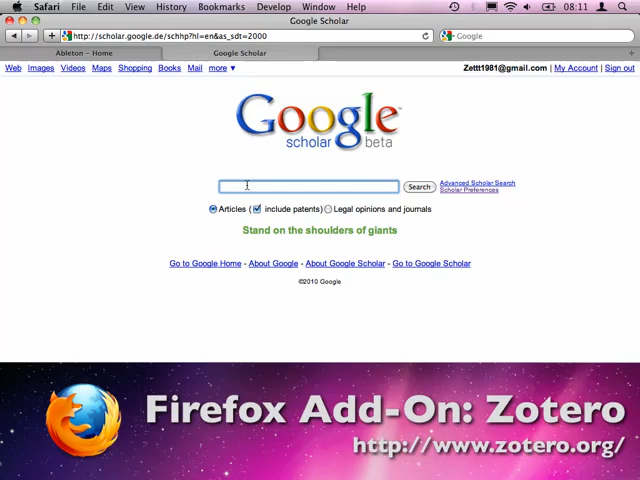 Safari File Edit View History Bookmarks Develop Window Help 08:11
Google Scholar
http://scholar.google.de/schhp?hl=en&as_sdt=2000 Google
Ableton - Home Google Scholar
Web Images Videos Maps Shopping Books Mail more ▼ Zettt1981@gmail.com | My Account | Sign out
Google
scholar beta
Search Advanced Scholar Search
Scholar Preferences
Articles ( include patents) Legal opinions and journals
Stand on the shoulders of giants
Go to Google Home - About Google - About Google Scholar - Go to Google Scholar
©2010 Google
Firefox Add-On: Zotero
http://www.zotero.org/